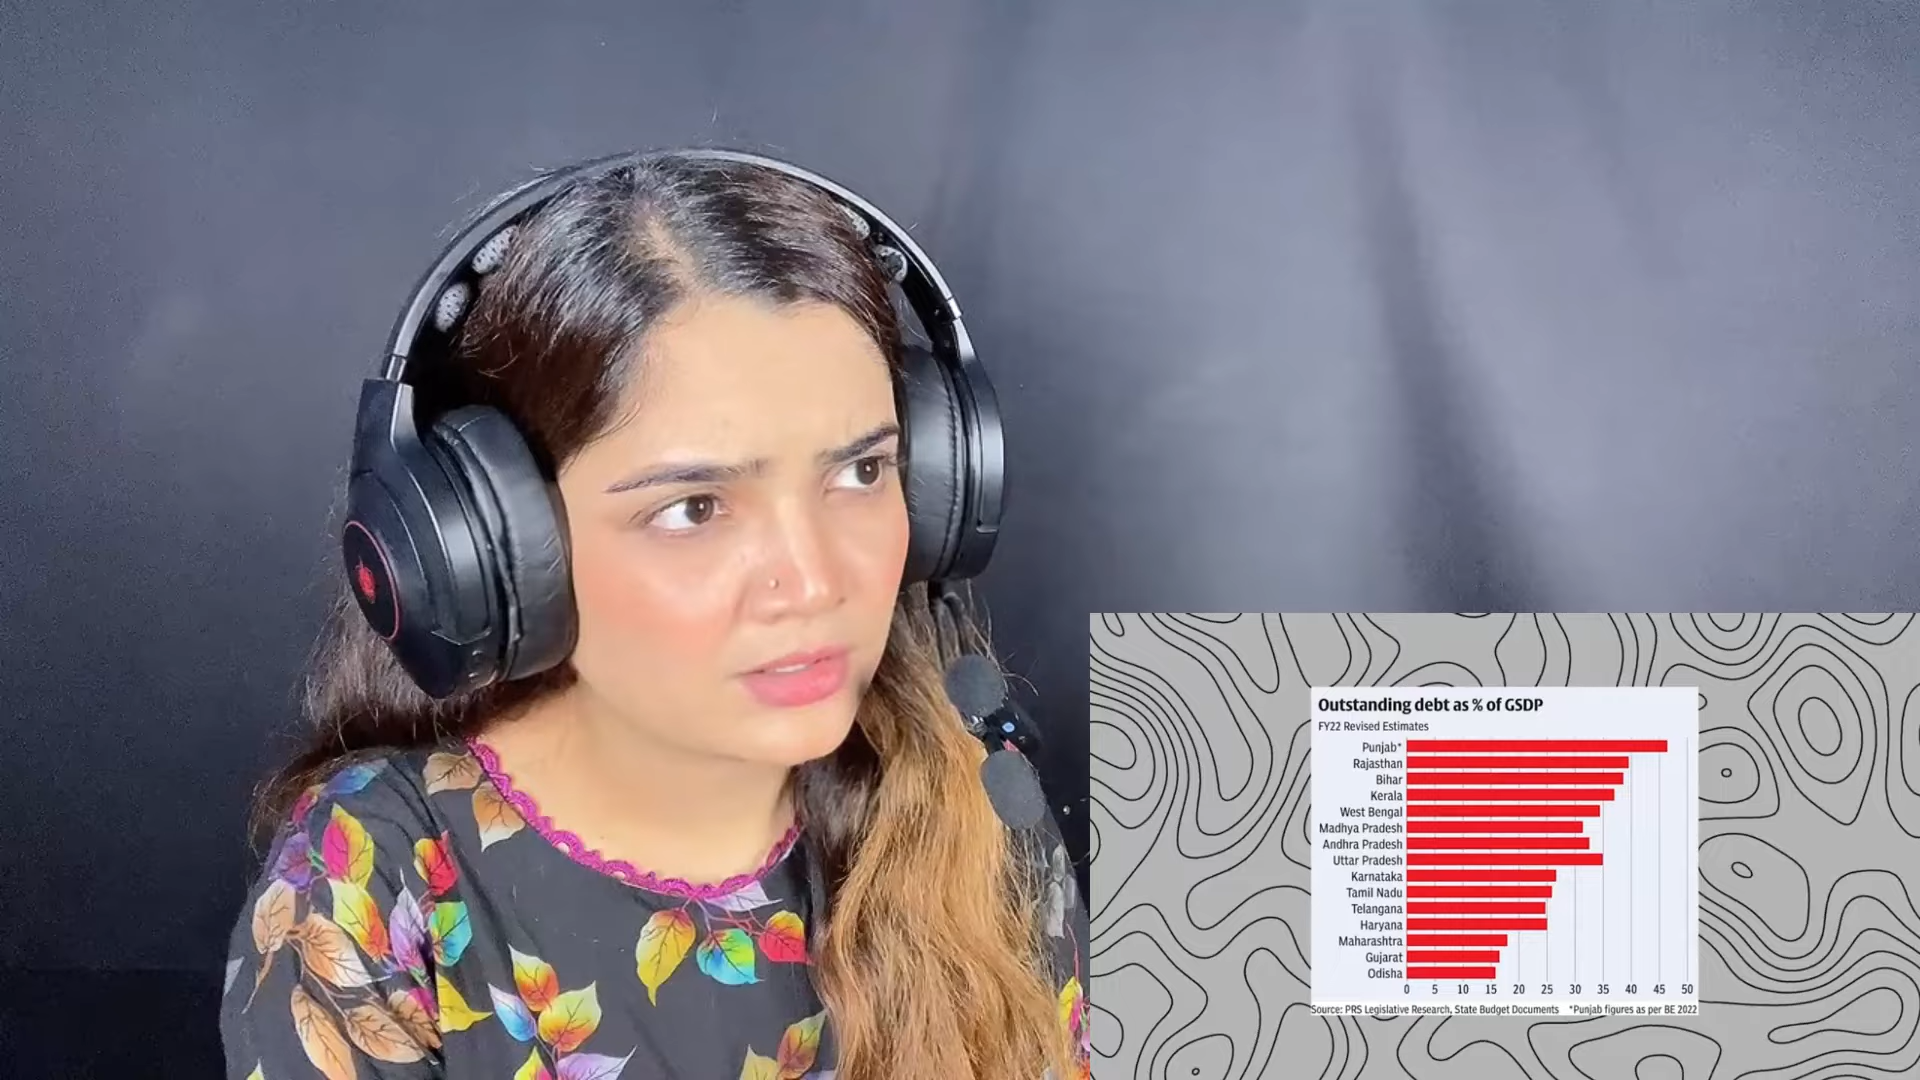 Outstanding debt as % of GSDP
FY22 Revised Estimates
Punjab*
Rajasthan
Bihar
Kerala
West Bengal
Madhya Pradesh
Andhra Pradesh
Uttar Pradesh
Karnataka
Tamil Nadu
Telangana
Haryana
Maharashtra
Gujarat
Odisha
0 5 10 15 20 25 30 35 40 45 50
Source: PRS Legislative Research, State Budget Documents *Punjab figures as per BE 2022